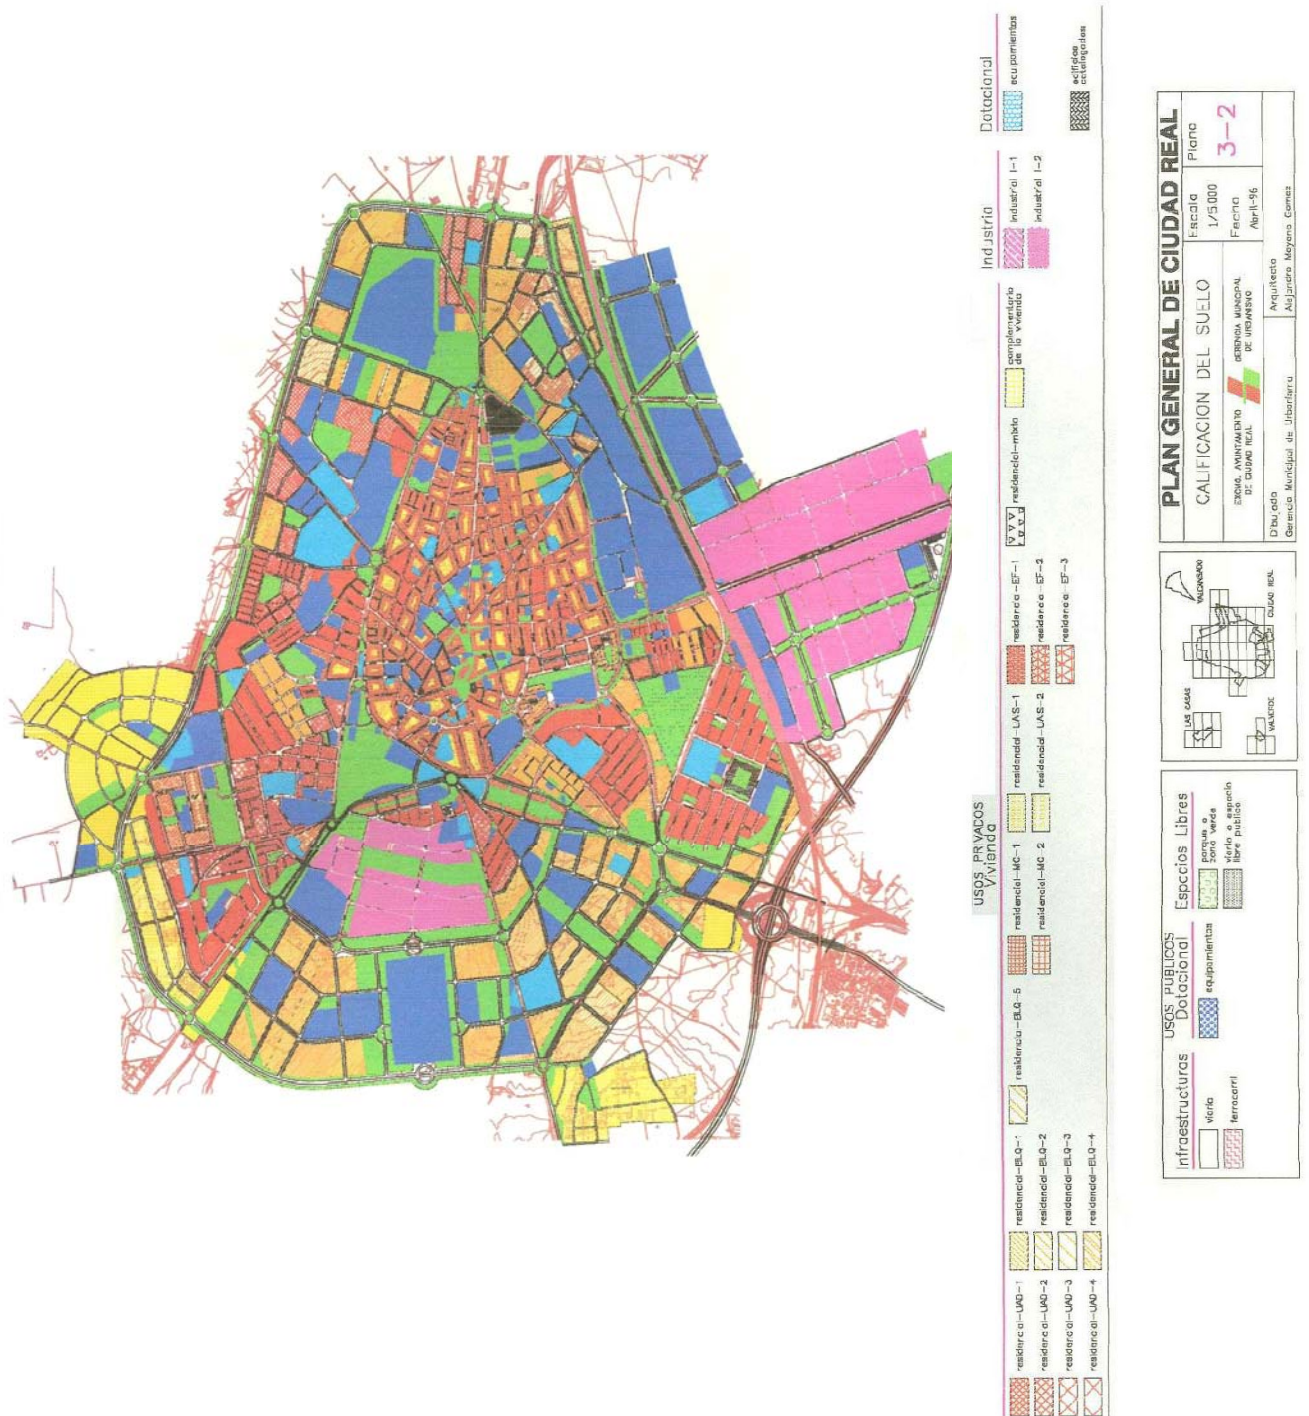 PLAN GENERAL DE CIUDAD REAL
CALIFICACION DEL SUELO
Escala
1/5.000
Plano
3-2
Fecha
Abril-96
EXCMO. AYUNTAMIENTO
DE CIUDAD REAL
GERENCIA MUNICIPAL
DE URBANISMO
Arquitecto
Alejandro Moyano Gomez
Gerencia Municipal de
LAS CASAS
VALVERDE
CIUDAD REAL
USOS PUBLICOS
Infraestructuras
viario
ferrocarril
Dotacional
equipamientos
Espacios Libres
parque o
zona verde
viario o espacio
libre publico
USOS PRIVADOS
Vivienda
residencial-UAD-1
residencial-UAD-2
residencial-UAD-3
residencial-UAD-4
residencial-BLQ-1
residencial-BLQ-2
residencial-BLQ-3
residencial-BLQ-4
residencial-BLQ-5
residencial-MC-1
residencial-MC-2
residencial-LAS-1
residencial-LAS-2
residencial-EF-1
residencial-EF-2
residencial-EF-3
residencial-mixto
complementario
de la vivienda
Industria
industrial I-1
industrial I-2
Dotacional
equipamientos
edificios
catalogados